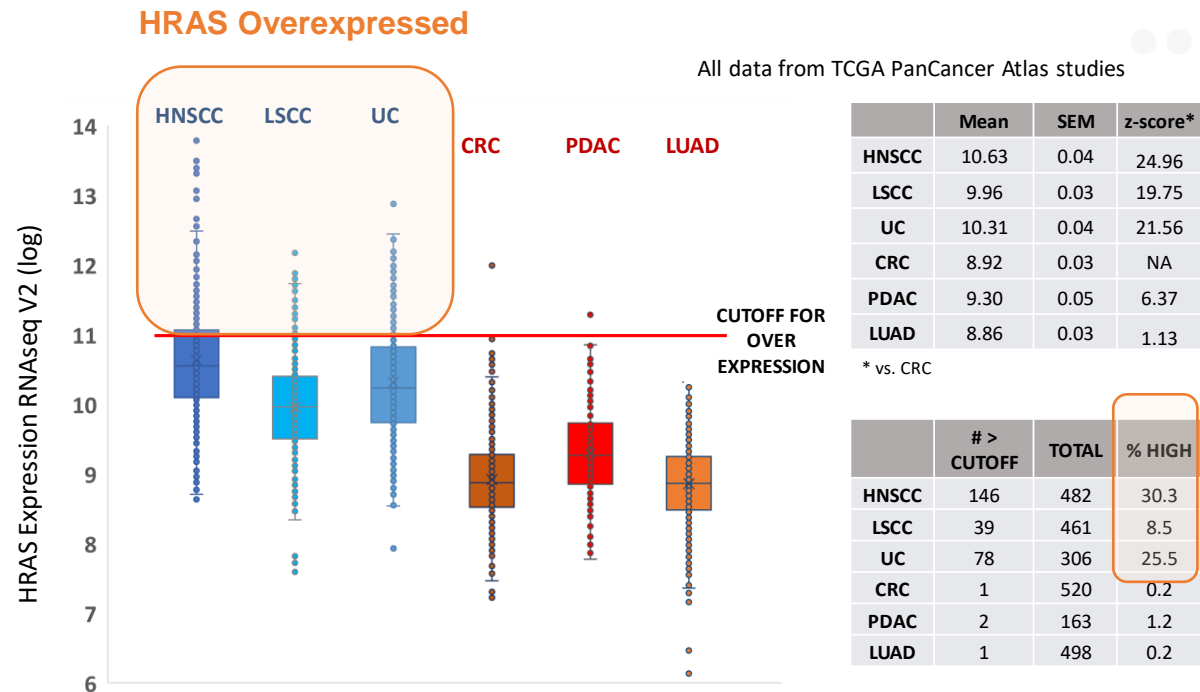 HRAS Overexpressed
All data from TCGA PanCancer Atlas studies
HNSCC LSCC UC
CRC PDAC LUAD
HRAS Expression RNAseq V2 (log)
14
13
12
11
10
9
8
7
6
CUTOFF FOR
OVER
EXPRESSION
Mean SEM z-score*
HNSCC 10.63 0.04 24.96
LSCC 9.96 0.03 19.75
UC 10.31 0.04 21.56
CRC 8.92 0.03 NA
PDAC 9.30 0.05 6.37
LUAD 8.86 0.03 1.13
* vs. CRC
# >
CUTOFF TOTAL % HIGH
HNSCC 146 482 30.3
LSCC 39 461 8.5
UC 78 306 25.5
CRC 1 520 0.2
PDAC 2 163 1.2
LUAD 1 498 0.2